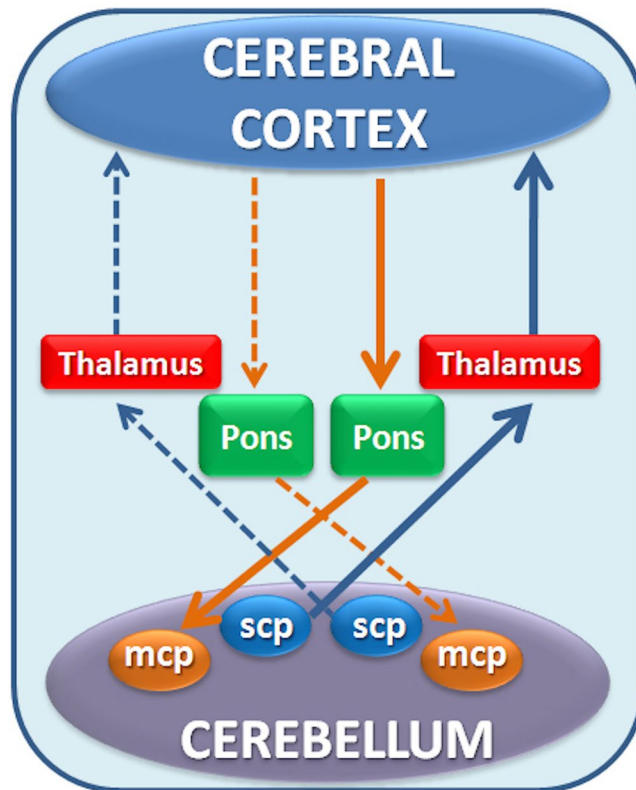 CEREBRAL
CORTEX
Thalamus
Thalamus
Pons
Pons
scp
scp
mcp
mcp
CEREBELLUM